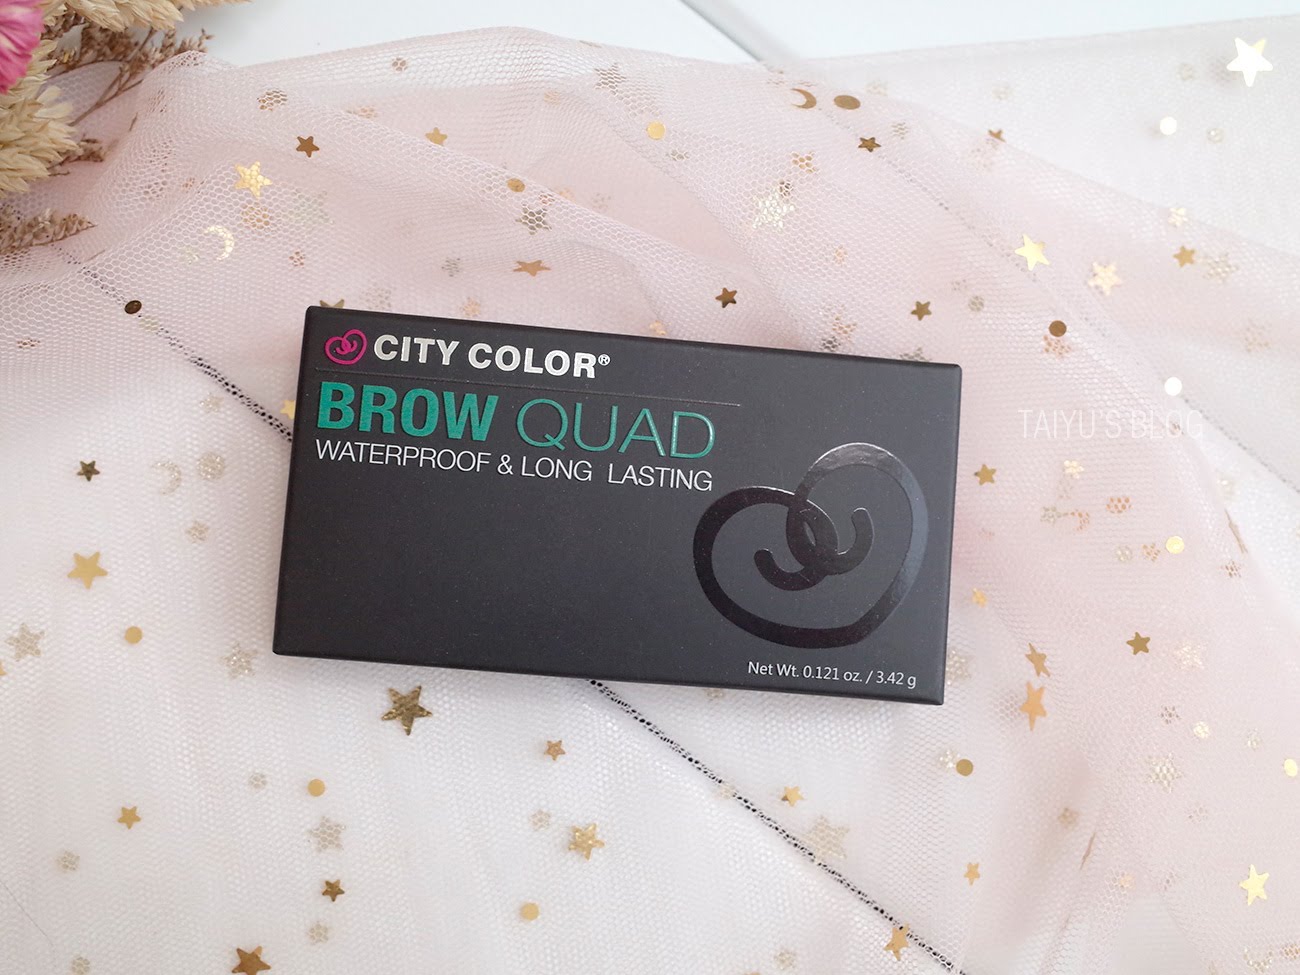 CITY COLOR®
BROW QUAD
WATERPROOF & LONG LASTING
TAIYU'S BLOG
Net Wt. 0.121 oz. / 3.42 g